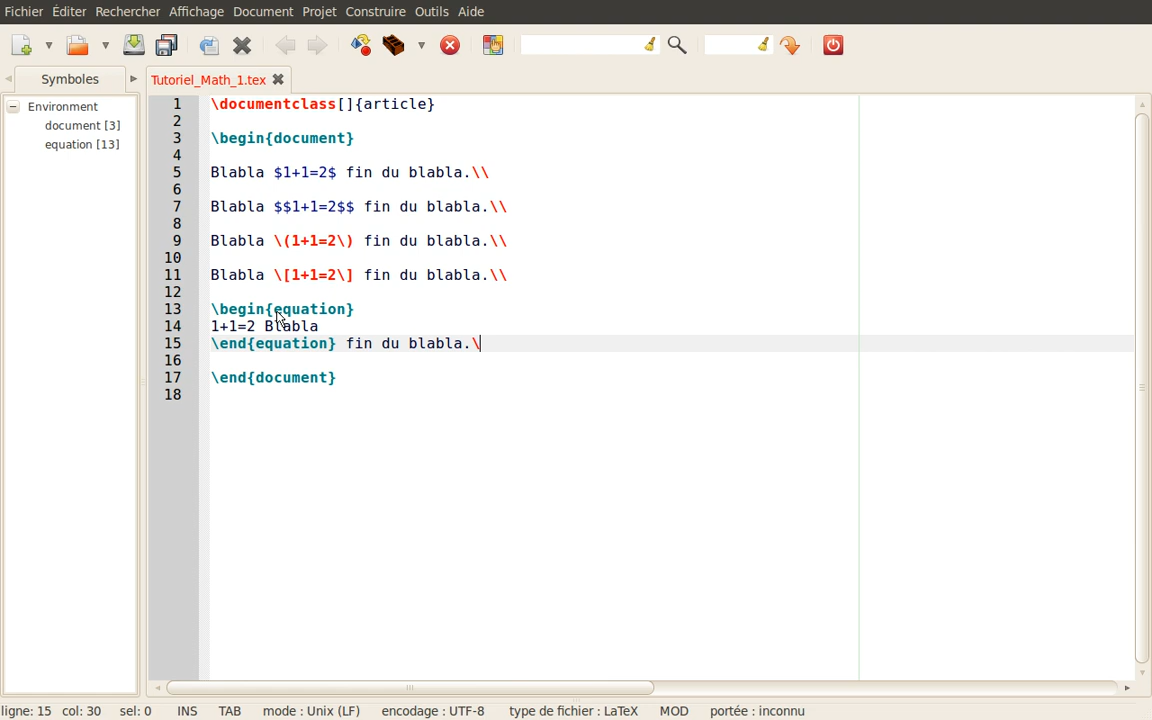 Fichier Éditer Rechercher Affichage Document Projet Construire Outils Aide
Symboles
Tutoriel_Math_1.tex
Environment
document [3]
equation [13]
1 \documentclass[]{article}
2
3 \begin{document}
4
5 Blabla $1+1=2$ fin du blabla.\\
6
7 Blabla $$1+1=2$$ fin du blabla.\\
8
9 Blabla \(1+1=2\) fin du blabla.\\
10
11 Blabla \[1+1=2\] fin du blabla.\\
12
13 \begin{equation}
14 1+1=2 Blabla
15 \end{equation} fin du blabla.\
16
17 \end{document}
18
ligne: 15 col: 30 sel: 0 INS TAB mode : Unix (LF) encodage : UTF-8 type de fichier : LaTeX MOD portée : inconnu